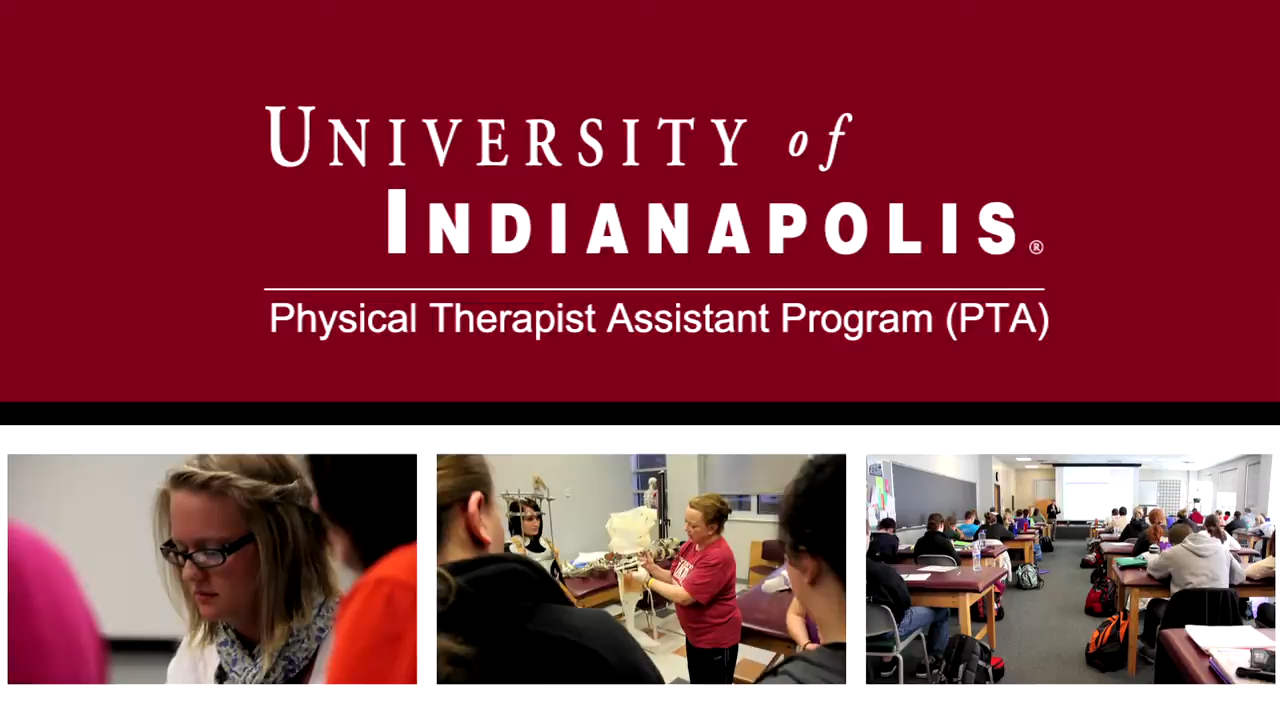 UNIVERSITY of
INDIANAPOLIS®
Physical Therapist Assistant Program (PTA)